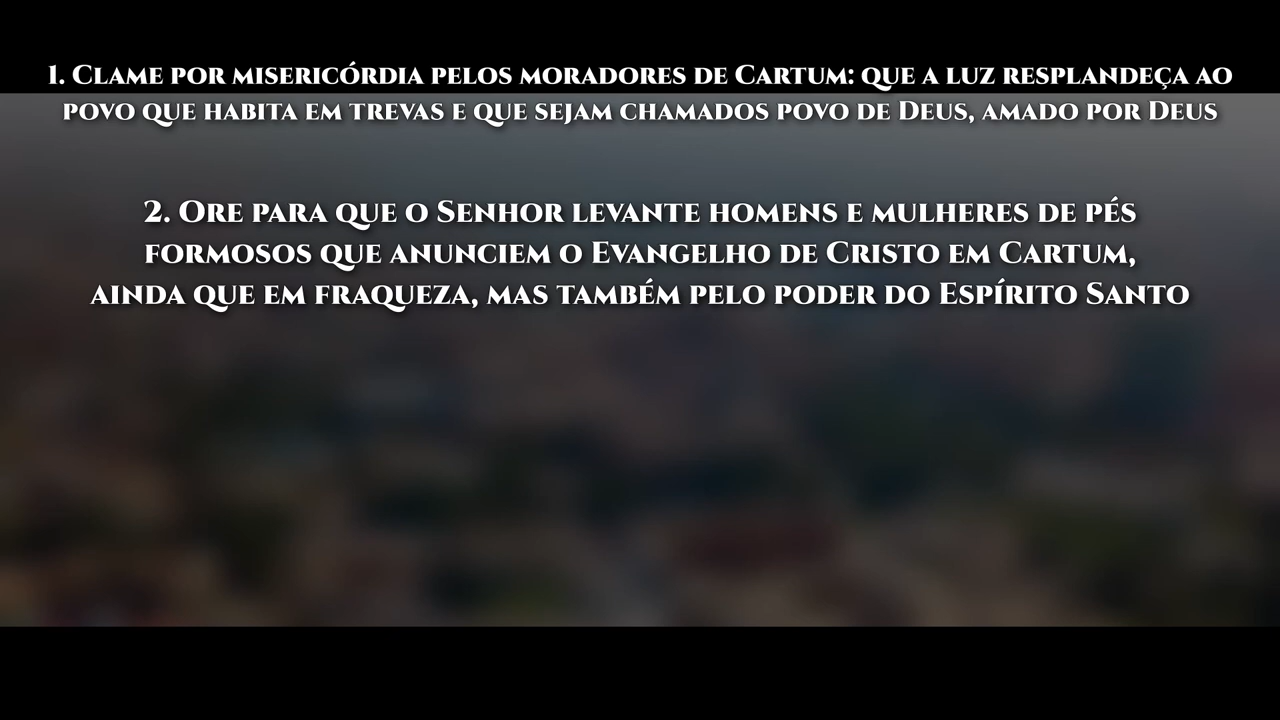 1. Clame por misericórdia pelos moradores de Cartum: que a luz resplandeça ao
povo que habita em trevas e que sejam chamados povo de Deus, amado por Deus
2. Ore para que o Senhor levante homens e mulheres de pés
formosos que anunciem o Evangelho de Cristo em Cartum,
ainda que em fraqueza, mas também pelo poder do Espírito Santo